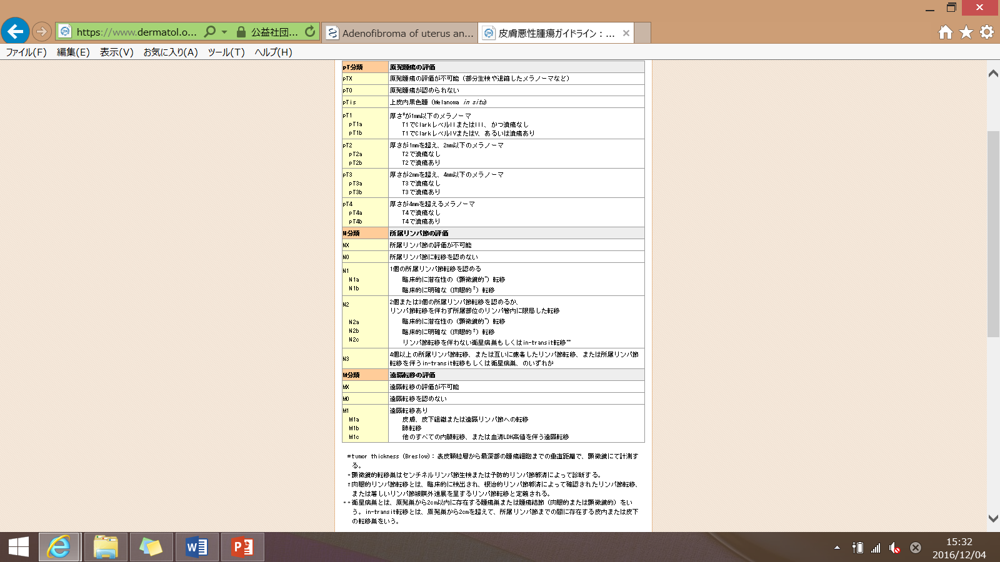 https://www.dermatol.o...
公益社団...
Adenofibroma of uterus an...
皮膚悪性腫瘍ガイドライン：...
ファイル(F) 編集(E) 表示(V) お気に入り(A) ツール(T) ヘルプ(H)
pT分類 原発腫瘍の評価
pTX 原発腫瘍の評価が不可能（部分生検や退縮したメラノーマなど）
pT0 原発腫瘍が認められない
pTis 上皮内黒色腫（Melanoma in situ）
pT1 厚さ#が1mm以下のメラノーマ
pT1a T1でClarkレベルIIまたはIII、かつ潰瘍なし
pT1b T1でClarkレベルIVまたはV、あるいは潰瘍あり
pT2 厚さが1mmを超え、2mm以下のメラノーマ
pT2a T2で潰瘍なし
pT2b T2で潰瘍あり
pT3 厚さが2mmを超え、4mm以下のメラノーマ
pT3a T3で潰瘍なし
pT3b T3で潰瘍あり
pT4 厚さが4mmを超えるメラノーマ
pT4a T4で潰瘍なし
pT4b T4で潰瘍あり
N分類 所属リンパ節の評価
NX 所属リンパ節の評価が不可能
N0 所属リンパ節に転移を認めない
N1 1個の所属リンパ節転移を認める
N1a 臨床的に潜在性の（顕微鏡的*）転移
N1b 臨床的に明確な（肉眼的†）転移
N2 2個または3個の所属リンパ節転移を認めるか、
リンパ節転移を伴わず所属部位のリンパ管内に限局した転移
N2a 臨床的に潜在性の（顕微鏡的*）転移
N2b 臨床的に明確な（肉眼的†）転移
N2c リンパ節転移を伴わない衛星病巣もしくはin-transit転移**
N3 4個以上の所属リンパ節転移、または互いに癒着したリンパ節転移、または所属リンパ節
転移を伴うin-transit転移もしくは衛星病巣、のいずれか
M分類 遠隔転移の評価
MX 遠隔転移の評価が不可能
M0 遠隔転移を認めない
M1 遠隔転移あり
M1a 皮膚、皮下組織または遠隔リンパ節への転移
M1b 肺転移
M1c 他のすべての内臓転移、または血清LDH高値を伴う遠隔転移
#tumor thickness（Breslow）：表皮顆粒層から最深部の腫瘍細胞までの垂直距離で、顕微鏡にて計測す
る。
*顕微鏡的転移巣はセンチネルリンパ節生検または予防的リンパ節郭清によって診断する。
†肉眼的リンパ節転移とは、臨床的に検出され、根治的リンパ節郭清によって確認されたリンパ節転移、
または著しいリンパ節被膜外進展を呈するリンパ節転移と定義される。
**衛星病巣とは、原発巣から2cm以内に存在する腫瘍巣または腫瘍結節（肉眼的または顕微鏡的）をい
う。in-transit転移とは、原発巣から2cmを超えて、所属リンパ節までの間に存在する皮内または皮下
の転移巣をいう。
15:32
2016/12/04